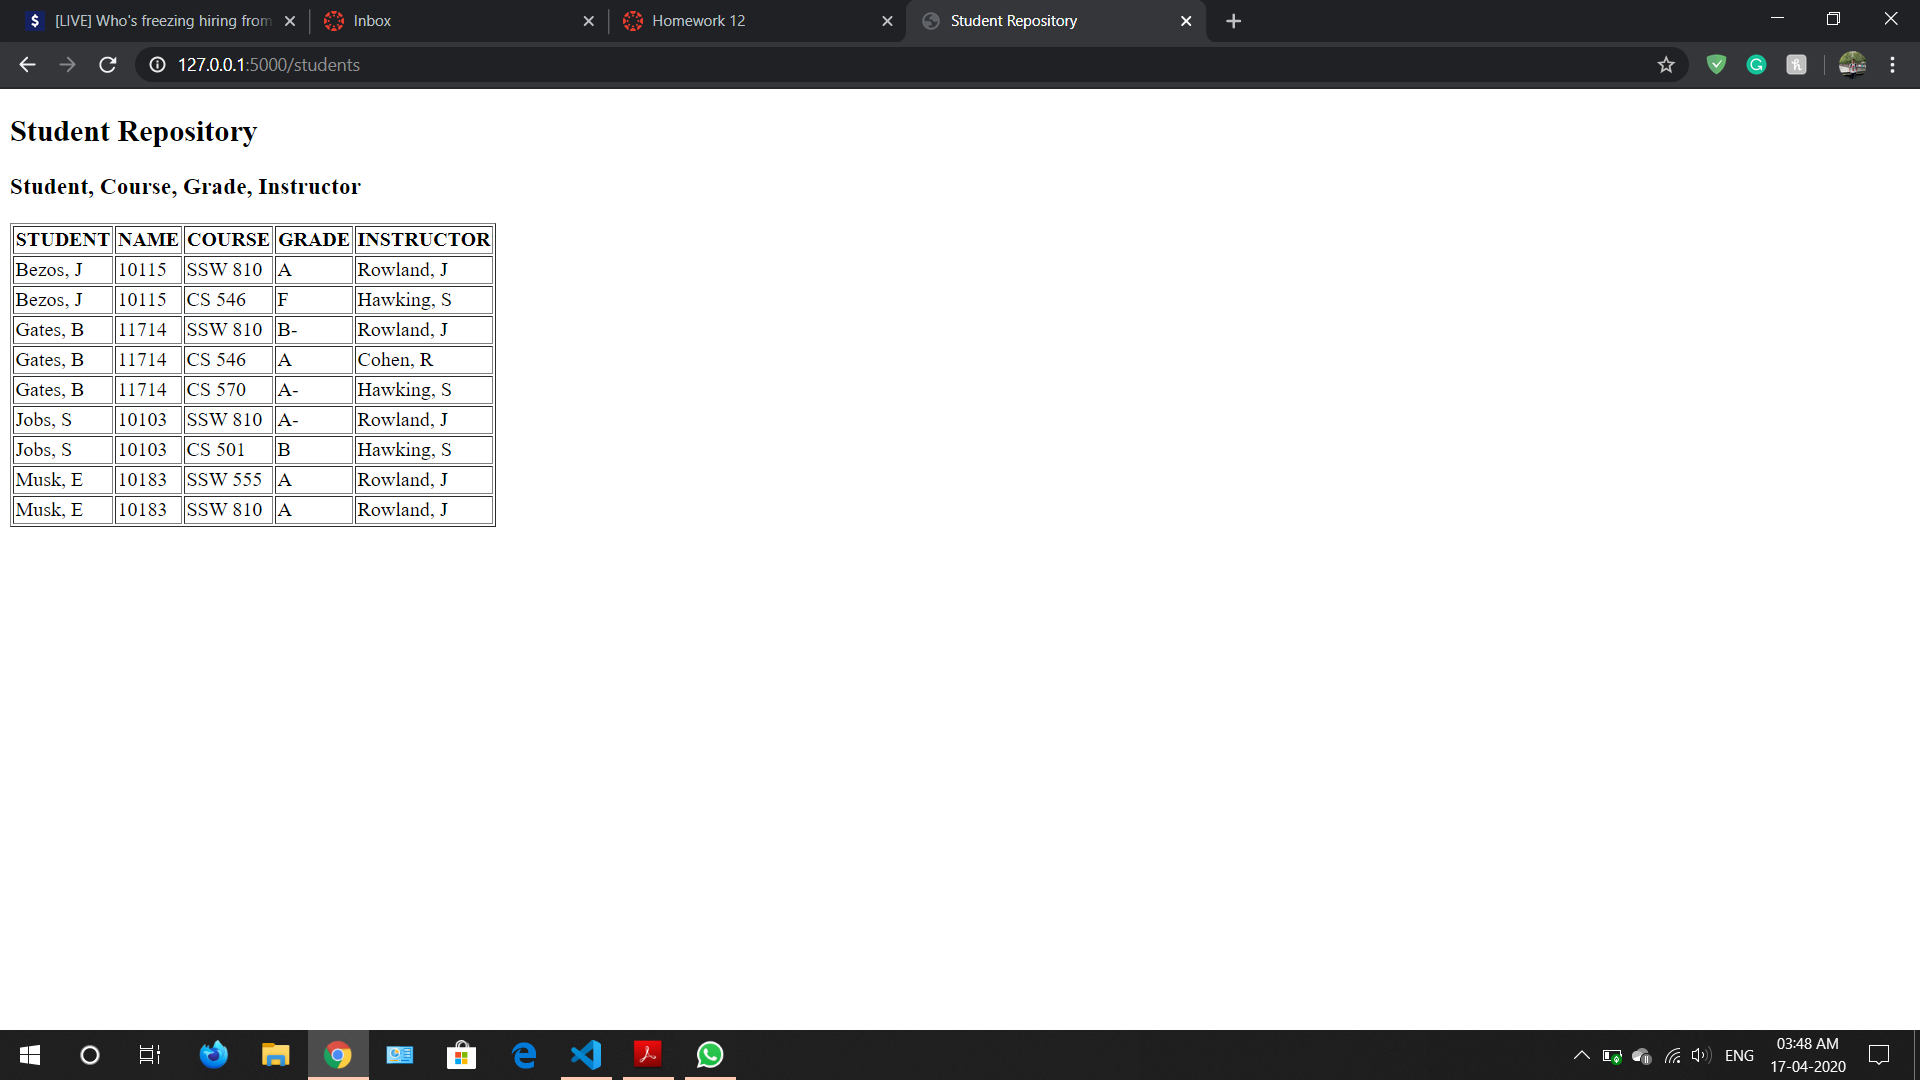 [LIVE] Who's freezing hiring from
Inbox
Homework 12
Student Repository
127.0.0.1:5000/students
Student Repository
Student, Course, Grade, Instructor
STUDENT NAME COURSE GRADE INSTRUCTOR
Bezos, J 10115 SSW 810 A Rowland, J
Bezos, J 10115 CS 546 F Hawking, S
Gates, B 11714 SSW 810 B- Rowland, J
Gates, B 11714 CS 546 A Cohen, R
Gates, B 11714 CS 570 A- Hawking, S
Jobs, S 10103 SSW 810 A- Rowland, J
Jobs, S 10103 CS 501 B Hawking, S
Musk, E 10183 SSW 555 A Rowland, J
Musk, E 10183 SSW 810 A Rowland, J
ENG
03:48 AM
17-04-2020